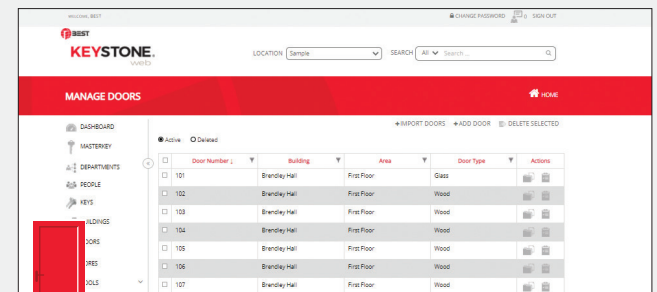 WELCOME, BEST
CHANGE PASSWORD 0 SIGN OUT
BEST
KEYSTONE.
web
LOCATION Sample SEARCH All Search ...
MANAGE DOORS
HOME
+IMPORT DOORS +ADD DOOR DELETE SELECTED
DASHBOARD
MASTERKEY
DEPARTMENTS
PEOPLE
KEYS
ILDINGS
OORS
RES
OOLS
Active Deleted
Door Number ↓ Building Area Door Type Actions
101 Brendley Hall First Floor Glass
102 Brendley Hall First Floor Wood
103 Brendley Hall First Floor Wood
104 Brendley Hall First Floor Wood
105 Brendley Hall First Floor Wood
106 Brendley Hall First Floor Wood
107 Brendley Hall First Floor Wood